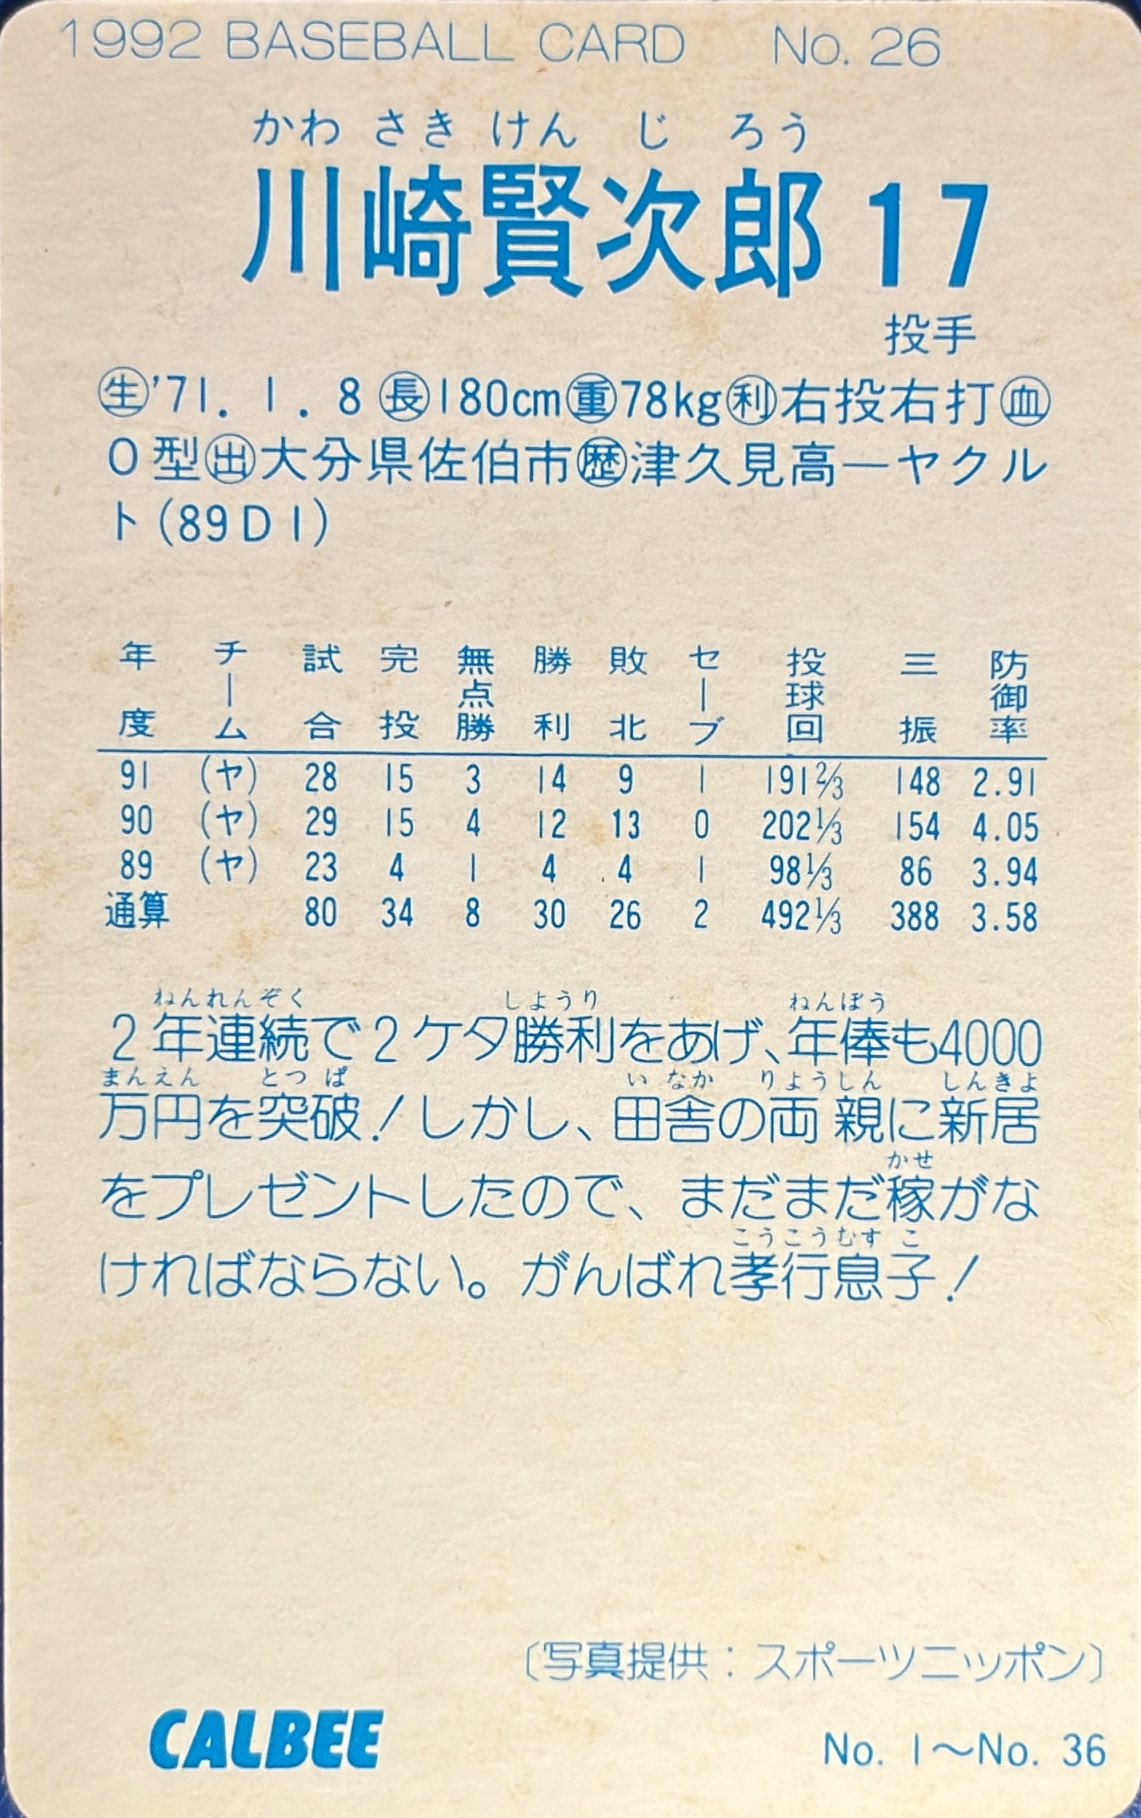 1992 BASEBALL CARD No. 26
かわ さき けん じ ろう
川崎賢次郎 17
投手
㊤生'71. 1. 8 長180cm重78kg利右投右打血
O型出大分県佐伯市歴津久見高―ヤクル
ト(89D1)
年度 チーム 試合 完投 無点勝 勝利 敗北 セーブ 投球回 三振 防御率
91 (ヤ) 28 15 3 14 9 1 191⅔ 148 2.91
90 (ヤ) 29 15 4 12 13 0 202⅓ 154 4.05
89 (ヤ) 23 4 1 4 4 1 98⅓ 86 3.94
通算 80 34 8 30 26 2 492⅓ 388 3.58
ねんれんぞく しようり ねんぽう
2年連続で2ケタ勝利をあげ、年俸も4000
まんえん とつぱ いなか りょうしん しんきよ
万円を突破!しかし、田舎の両親に新居
かせ
をプレゼントしたので、まだまだ稼がな
こうこうむすこ
ければならない。がんばれ孝行息子!
〔写真提供：スポーツニッポン〕
CALBEE
No. 1～No. 36